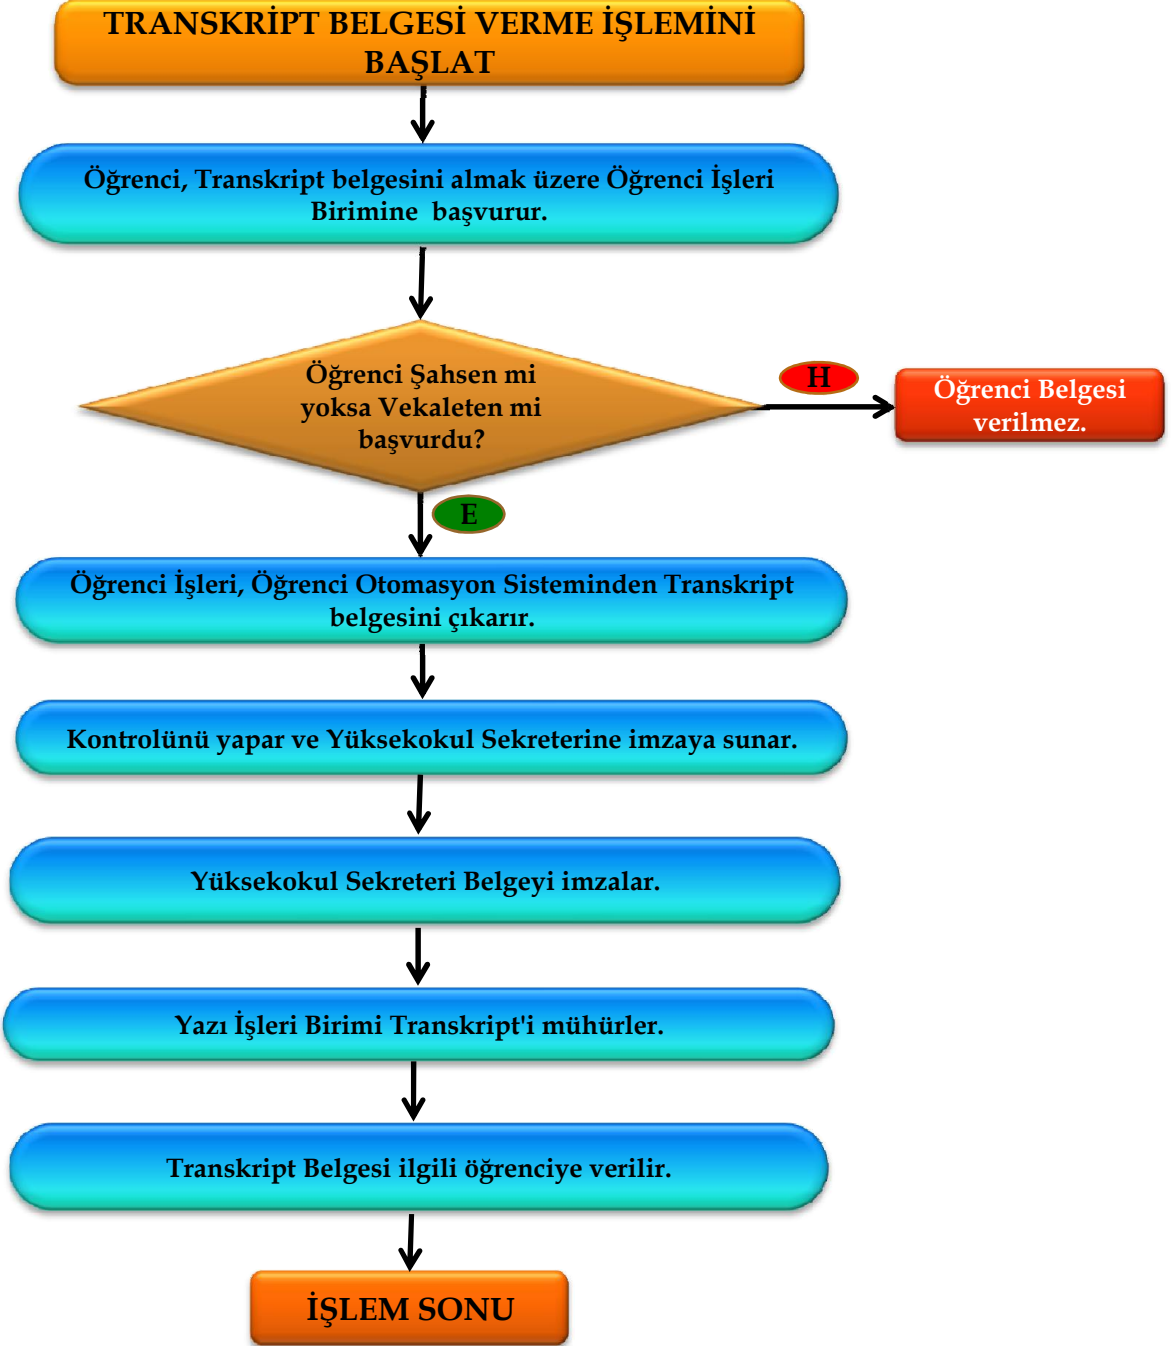 TRANSKRİPT BELGESİ VERME İŞLEMİNİ
BAŞLAT
Öğrenci, Transkript belgesini almak üzere Öğrenci İşleri
Birimine başvurur.
Öğrenci Şahsen mi
yoksa Vekaleten mi
başvurdu?
H
Öğrenci Belgesi
verilmez.
E
Öğrenci İşleri, Öğrenci Otomasyon Sisteminden Transkript
belgesini çıkarır.
Kontrolünü yapar ve Yüksekokul Sekreterine imzaya sunar.
Yüksekokul Sekreteri Belgeyi imzalar.
Yazı İşleri Birimi Transkript'i mühürler.
Transkript Belgesi ilgili öğrenciye verilir.
İŞLEM SONU